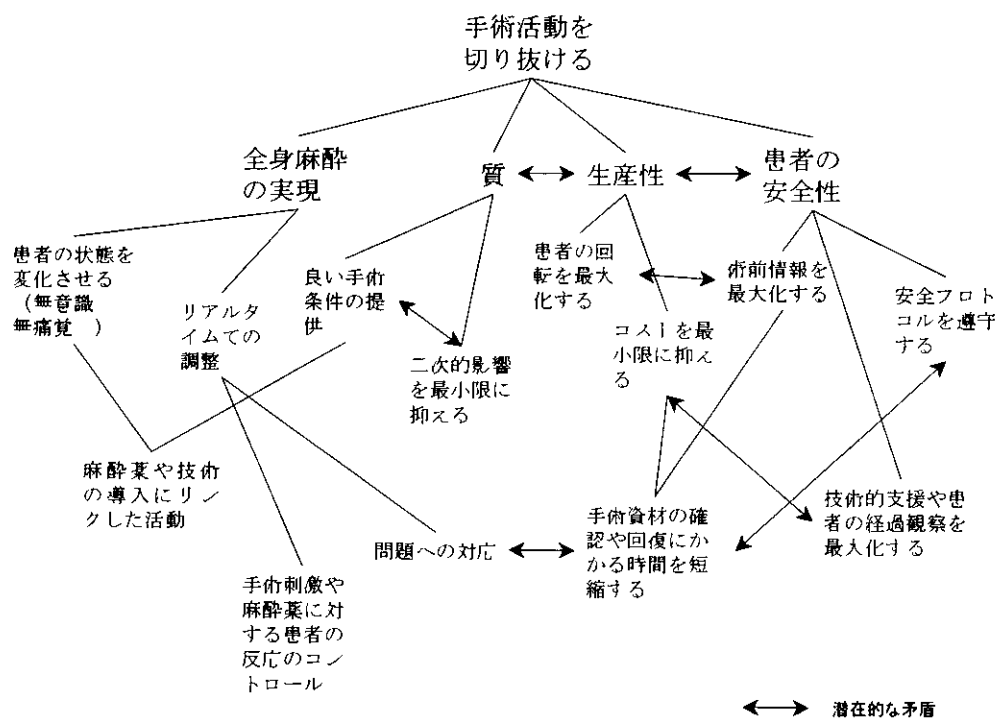 手術活動を
切り抜ける
全身麻酔
の実現
質
生産性
患者の
安全性
患者の状態を
変化させる
(無意識
無痛覚 )
リアルタ
イムての
調整
良い手術
条件の提
供
二次的影響
を最小限に
抑える
患者の回
転を最大
化する
コストを最
小限に抑え
る
術前情報を
最大化する
安全フロト
コルを遵守
する
麻酔薬や技術
の導入にリン
クした活動
手術刺激や
麻酔薬に対
する患者の
反応のコン
トロール
問題への対応
手術資材の確
認や回復にか
かる時間を短
縮する
技術的支援や患
者の経過観察を
最大化する
潜在的な矛盾